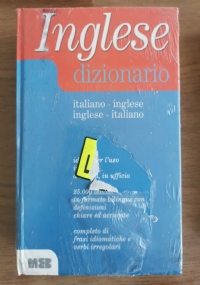 Inglese
dizionario
italiano - inglese
inglese - italiano
per l'uso
in ufficio
in formato bilingue con
definizioni
chiare ed accurate
completo di
frasi idiomatiche e
verbi irregolari